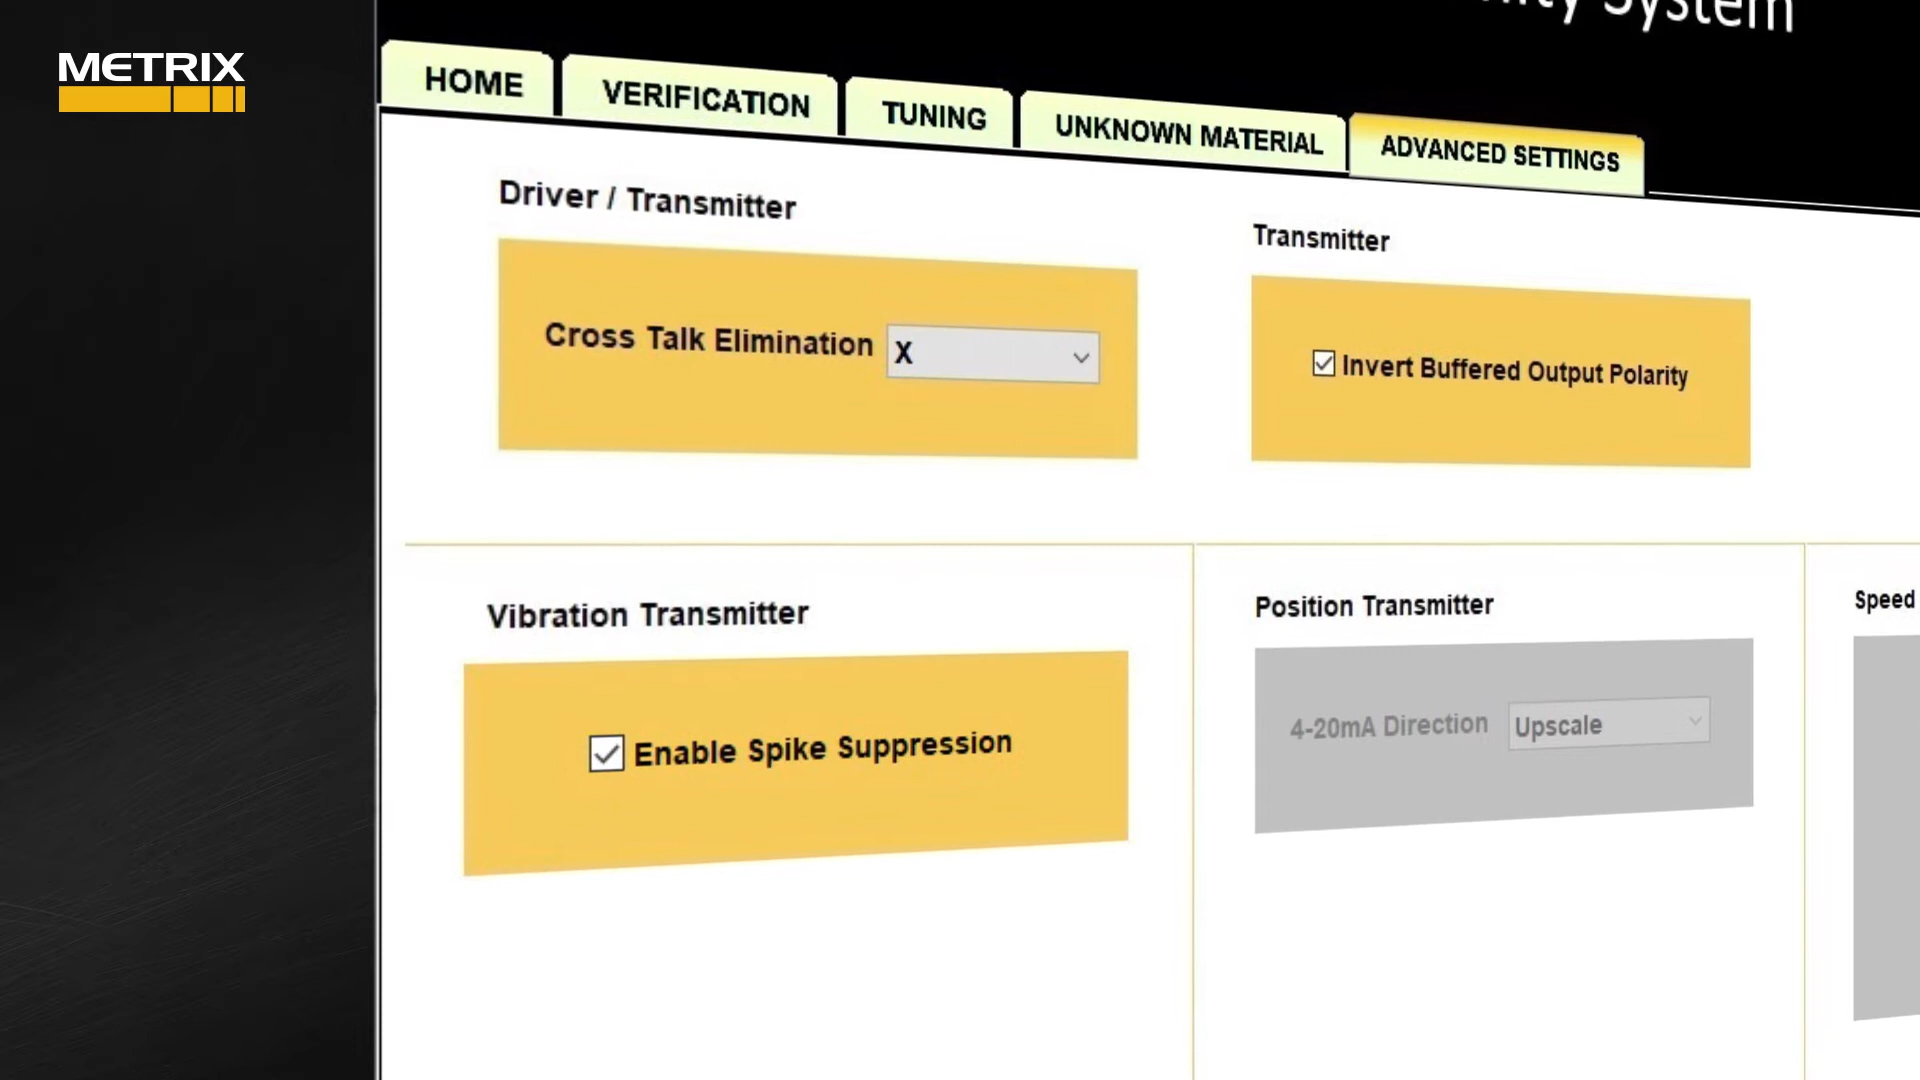 METRIX
System
HOME
VERIFICATION
TUNING
UNKNOWN MATERIAL
ADVANCED SETTINGS
Driver / Transmitter
Cross Talk Elimination X
Transmitter
Invert Buffered Output Polarity
Vibration Transmitter
Enable Spike Suppression
Position Transmitter
4-20mA Direction Upscale
Speed